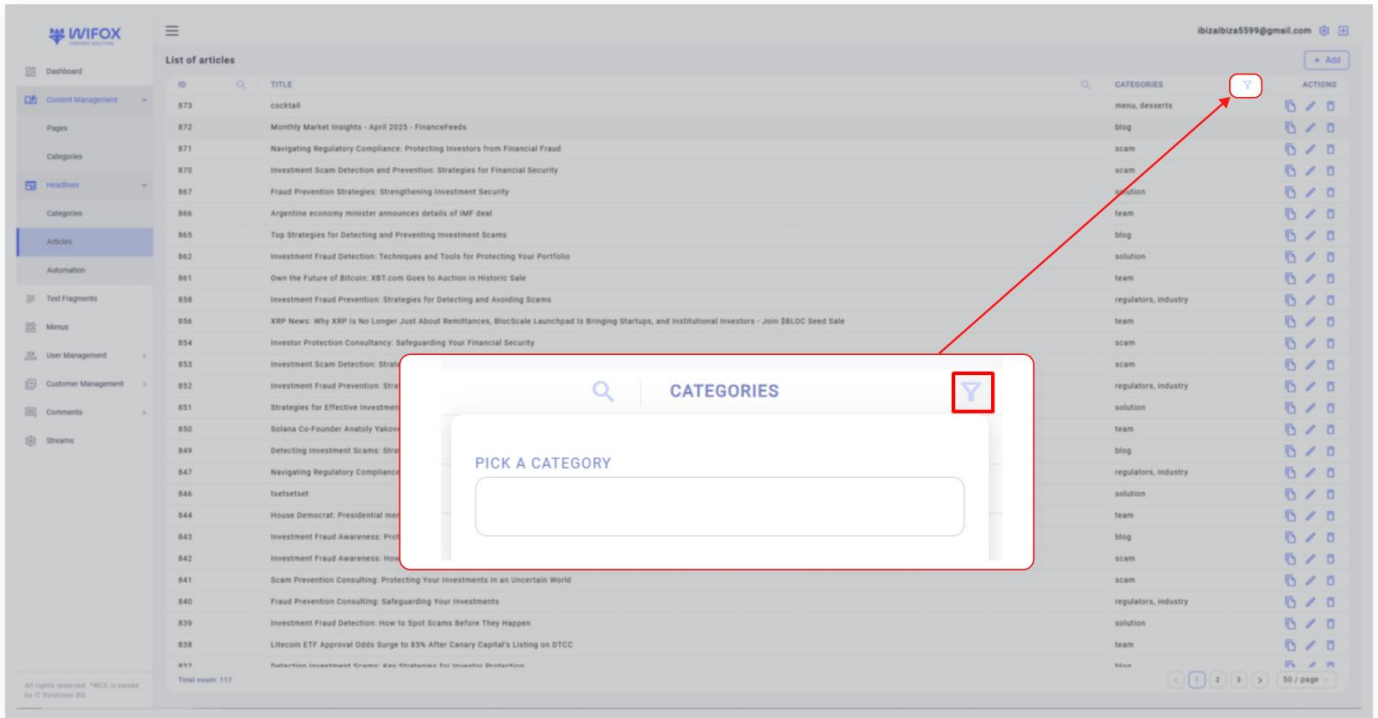 WIFOX
ibizaibiza5599@gmail.com
List of articles
+ Add
Dashboard
Content Management
Pages
Categories
Headlines
Categories
Articles
Automation
Test Fragments
Menus
User Management
Customer Management
Comments
Streams
ID TITLE CATEGORIES ACTIONS
873 cocktail menu, desserts
872 Monthly Market Insights - April 2025 - FinanceFeeds blog
871 Navigating Regulatory Compliance: Protecting Investors from Financial Fraud scam
870 Investment Scam Detection and Prevention: Strategies for Financial Security scam
867 Fraud Prevention Strategies: Strengthening Investment Security solution
866 Argentine economy minister announces details of IMF deal team
865 Top Strategies for Detecting and Preventing Investment Scams blog
862 Investment Fraud Detection: Techniques and Tools for Protecting Your Portfolio solution
861 Own the Future of Bitcoin: XBT.com Goes to Auction in Historic Sale team
858 Investment Fraud Prevention: Strategies for Detecting and Avoiding Scams regulators, industry
856 XRP News: Why XRP Is No Longer Just About Remittances, BlocScale Launchpad Is Bringing Startups, and Institutional Investors - Join $BLOC Seed Sale team
854 Investor Protection Consultancy: Safeguarding Your Financial Security scam
853 Investment Scam Detection: scam
852 Investment Fraud Prevention: regulators, industry
851 Strategies for Effective solution
850 Solana Co-Founder Anatoly team
849 Detecting Investment Scams: blog
847 Navigating Regulatory Compliance regulators, industry
846 tsetsetset solution
844 House Democrat: Presidential team
843 Investment Fraud Awareness: blog
842 Investment Fraud Awareness: How scam
841 Scam Prevention Consulting: Protecting Your Investments in an Uncertain World scam
840 Fraud Prevention Consulting: Safeguarding Your Investments regulators, industry
839 Investment Fraud Detection: How to Spot Scams Before They Happen solution
838 Litecoin ETF Approval Odds Surge to 85% After Canary Capital's Listing on DTCC team
837 Detecting Investment Scams: Key Strategies for Investor Protection blog
CATEGORIES
PICK A CATEGORY
Total count: 117
1 2 3 50 / page
All rights reserved.
by IT Solutions